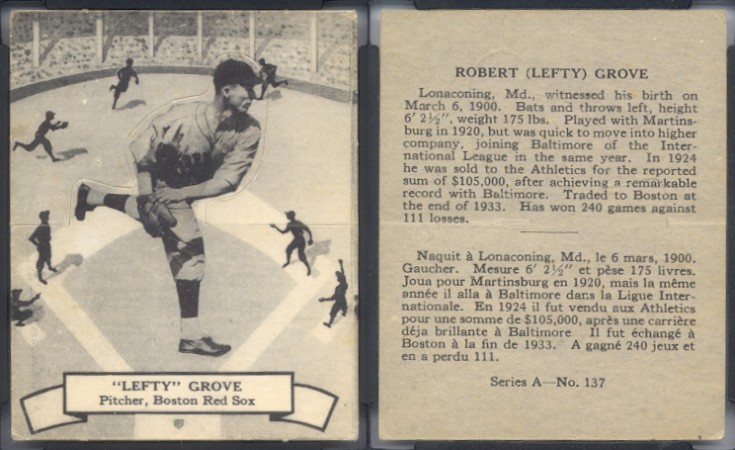 "LEFTY" GROVE
Pitcher, Boston Red Sox
ROBERT (LEFTY) GROVE
Lonaconing, Md., witnessed his birth on
March 6, 1900. Bats and throws left, height
6' 2½", weight 175 lbs. Played with Martins-
burg in 1920, but was quick to move into higher
company, joining Baltimore of the Inter-
national League in the same year. In 1924
he was sold to the Athletics for the reported
sum of $105,000, after achieving a remarkable
record with Baltimore. Traded to Boston at
the end of 1933. Has won 240 games against
111 losses.
Naquit à Lonaconing, Md., le 6 mars, 1900.
Gaucher. Mesure 6' 2½" et pèse 175 livres.
Joua pour Martinsburg en 1920, mais la même
année il alla à Baltimore dans la Ligue Inter-
nationale. En 1924 il fut vendu aux Athletics
pour une somme de $105,000, après une carrière
déja brillante à Baltimore Il fut échangé à
Boston à la fin de 1933. A gagné 240 jeux et
en a perdu 111.
Series A—No. 137